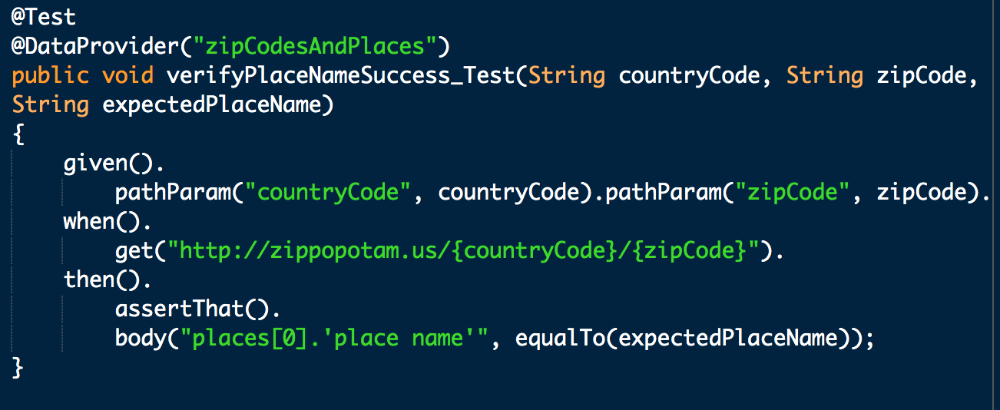 @Test
@DataProvider("zipCodesAndPlaces")
public void verifyPlaceNameSuccess_Test(String countryCode, String zipCode,
String expectedPlaceName)
{
    given().
        pathParam("countryCode", countryCode).pathParam("zipCode", zipCode).
    when().
        get("http://zippopotam.us/{countryCode}/{zipCode}").
    then().
        assertThat().
        body("places[0].'place name'", equalTo(expectedPlaceName));
}